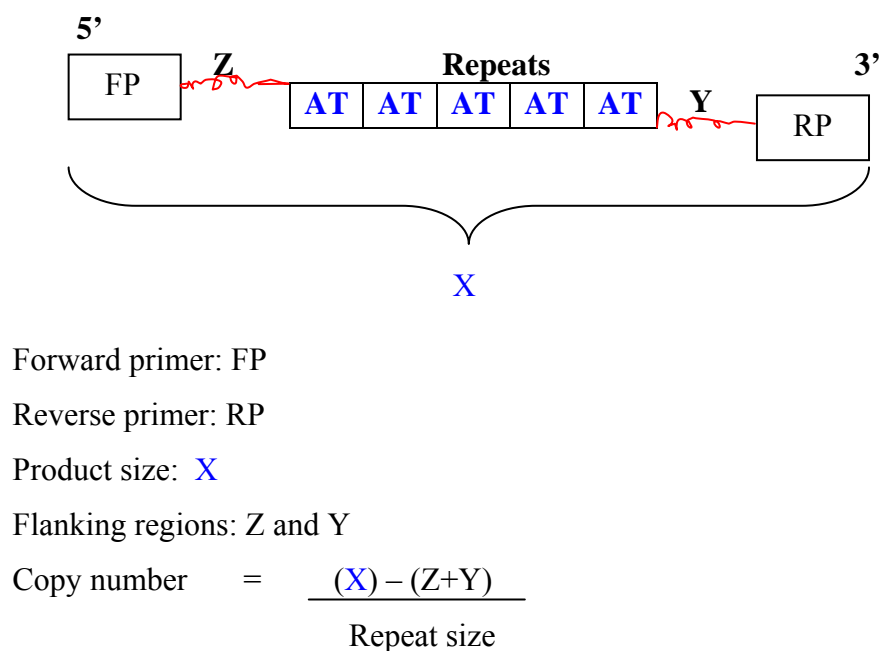 5’
Z Repeats 3’
FP AT AT AT AT AT Y RP
X
Forward primer: FP
Reverse primer: RP
Product size: X
Flanking regions: Z and Y
Copy number = (X) – (Z+Y)
Repeat size